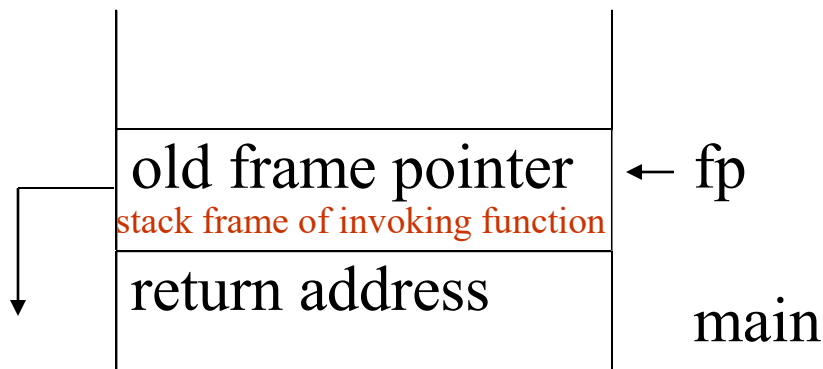 old frame pointer
fp
stack frame of invoking function
return address
main